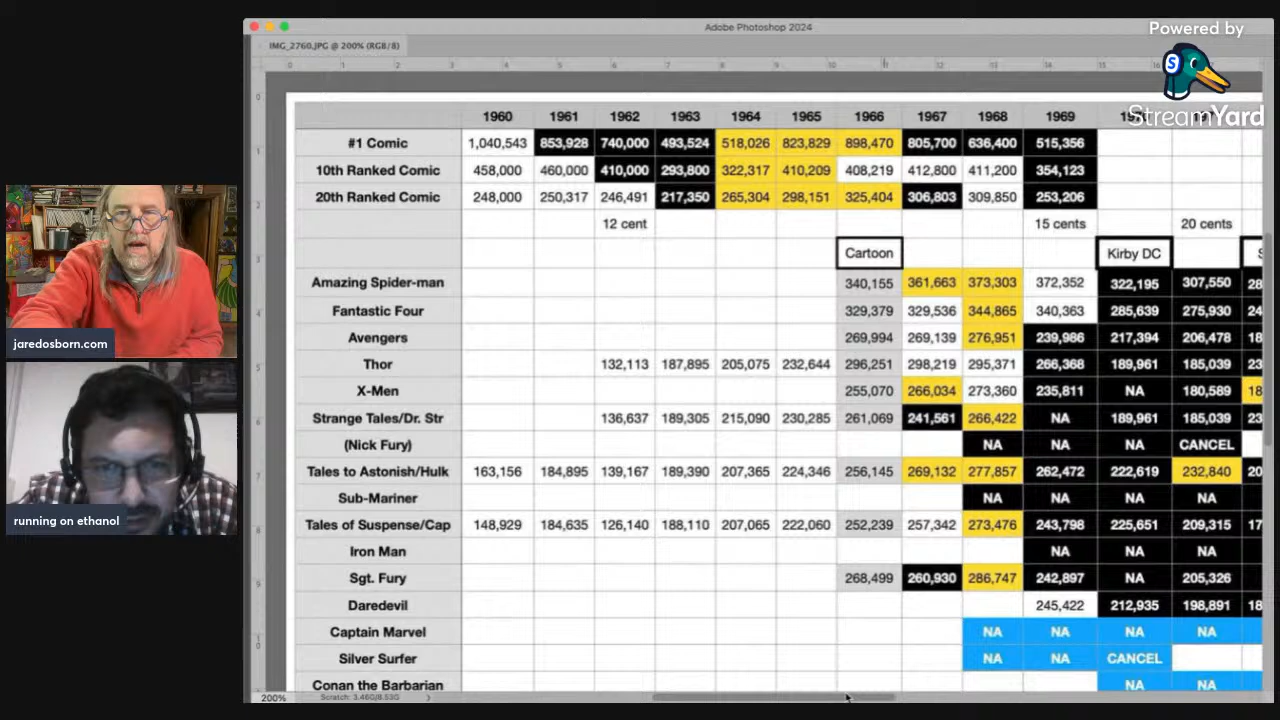 Adobe Photoshop 2024
Powered by
StreamYard
IMG_2760.JPG @ 200% (RGB/8)
1960 1961 1962 1963 1964 1965 1966 1967 1968 1969
#1 Comic 1,040,543 853,928 740,000 493,524 518,026 823,829 898,470 805,700 636,400 515,356
10th Ranked Comic 458,000 460,000 410,000 293,800 322,317 410,209 408,219 412,800 411,200 354,123
20th Ranked Comic 248,000 250,317 246,491 217,350 265,304 298,151 325,404 306,803 309,850 253,206
12 cent 15 cents 20 cents
Cartoon Kirby DC
Amazing Spider-man 340,155 361,663 373,303 372,352 322,195 307,550 28
Fantastic Four 329,379 329,536 344,865 340,363 285,639 275,930 24
Avengers 269,994 269,139 276,951 239,986 217,394 206,478 18
Thor 132,113 187,895 205,075 232,644 296,251 298,219 295,371 266,368 189,961 185,039 23
X-Men 255,070 266,034 273,360 235,811 NA 180,589 18
Strange Tales/Dr. Str 136,637 189,305 215,090 230,285 261,069 241,561 266,422 NA 189,961 185,039 23
(Nick Fury) NA NA NA CANCEL
Tales to Astonish/Hulk 163,156 184,895 139,167 189,390 207,365 224,346 256,145 269,132 277,857 262,472 222,619 232,840 20
Sub-Mariner NA NA NA NA
Tales of Suspense/Cap 148,929 184,635 126,140 188,110 207,065 222,060 252,239 257,342 273,476 243,798 225,651 209,315 17
Iron Man NA NA NA
Sgt. Fury 268,499 260,930 286,747 242,897 NA 205,326
Daredevil 245,422 212,935 198,891 18
Captain Marvel NA NA NA NA
Silver Surfer NA NA CANCEL
Conan the Barbarian NA NA
200%
jaredosborn.com
running on ethanol